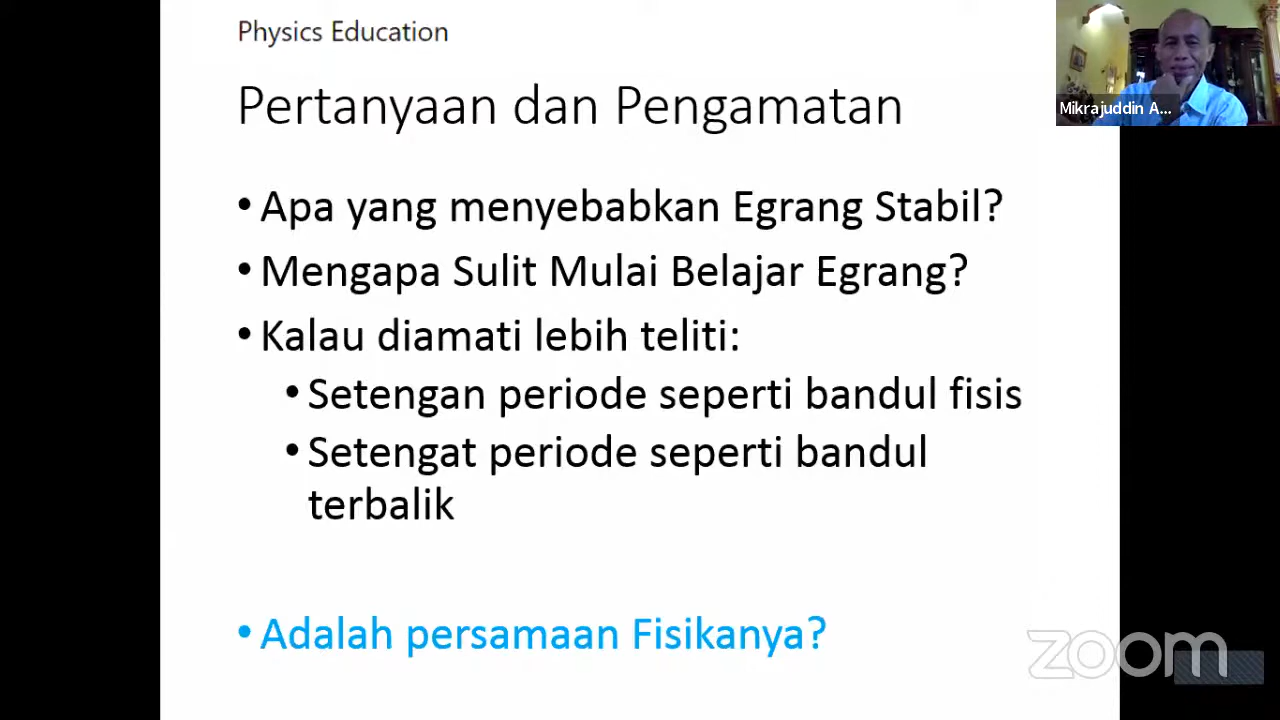 Physics Education
Mikrajuddin A...
Pertanyaan dan Pengamatan
• Apa yang menyebabkan Egrang Stabil?
• Mengapa Sulit Mulai Belajar Egrang?
• Kalau diamati lebih teliti:
• Setengan periode seperti bandul fisis
• Setengat periode seperti bandul
terbalik
• Adalah persamaan Fisikanya?
zoom